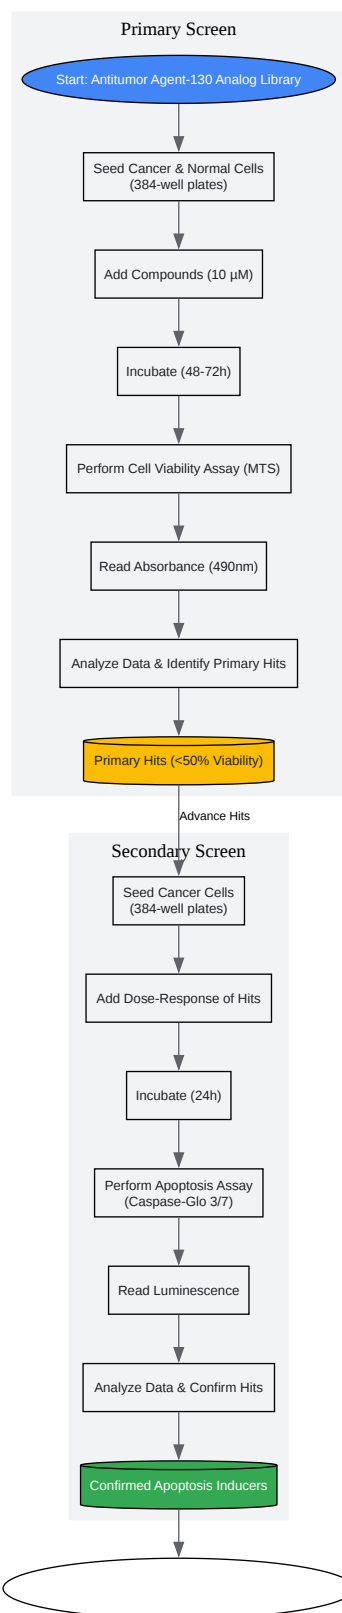 Primary Screen
Start: Antitumor Agent-130 Analog Library
Seed Cancer & Normal Cells
(384-well plates)
Add Compounds (10 µM)
Incubate (48-72h)
Perform Cell Viability Assay (MTS)
Read Absorbance (490nm)
Analyze Data & Identify Primary Hits
Primary Hits (<50% Viability)
Advance Hits
Secondary Screen
Seed Cancer Cells
(384-well plates)
Add Dose-Response of Hits
Incubate (24h)
Perform Apoptosis Assay
(Caspase-Glo 3/7)
Read Luminescence
Analyze Data & Confirm Hits
Confirmed Apoptosis Inducers